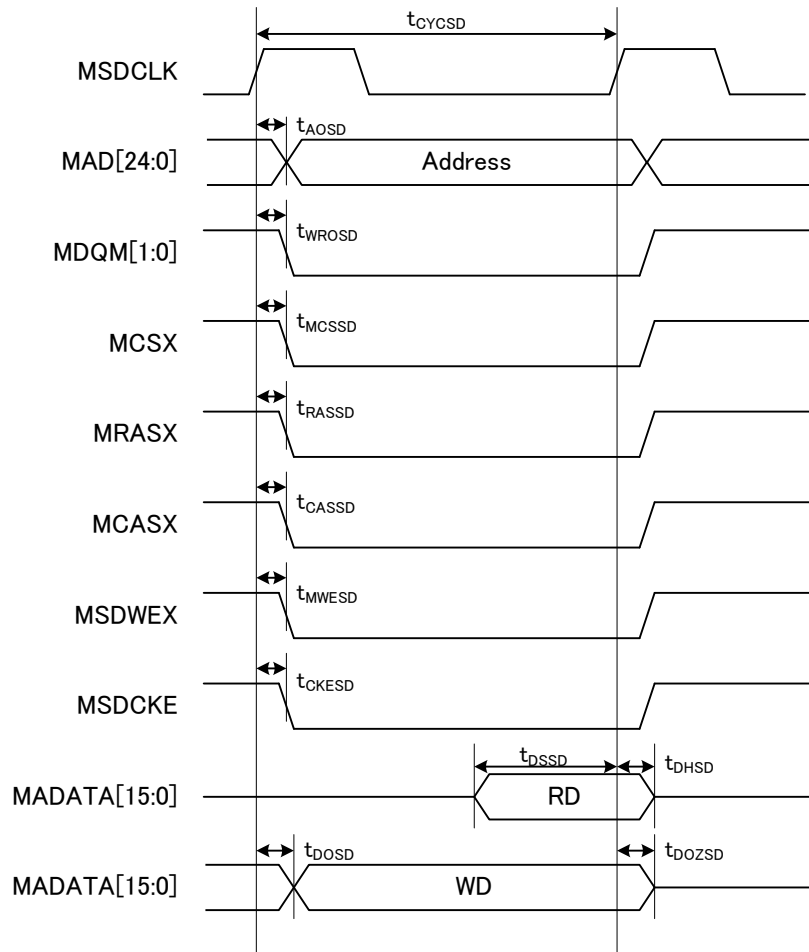 tCYCSD
MSDCLK
tAOSD
MAD[24:0]
Address
tWROSD
MDQM[1:0]
tMCSSD
MCSX
tRASSD
MRASX
tCASSD
MCASX
tMWESD
MSDWEX
tCKESD
MSDCKE
tDSSD
tDHSD
MADATA[15:0]
RD
tDOSD
tDOZSD
MADATA[15:0]
WD